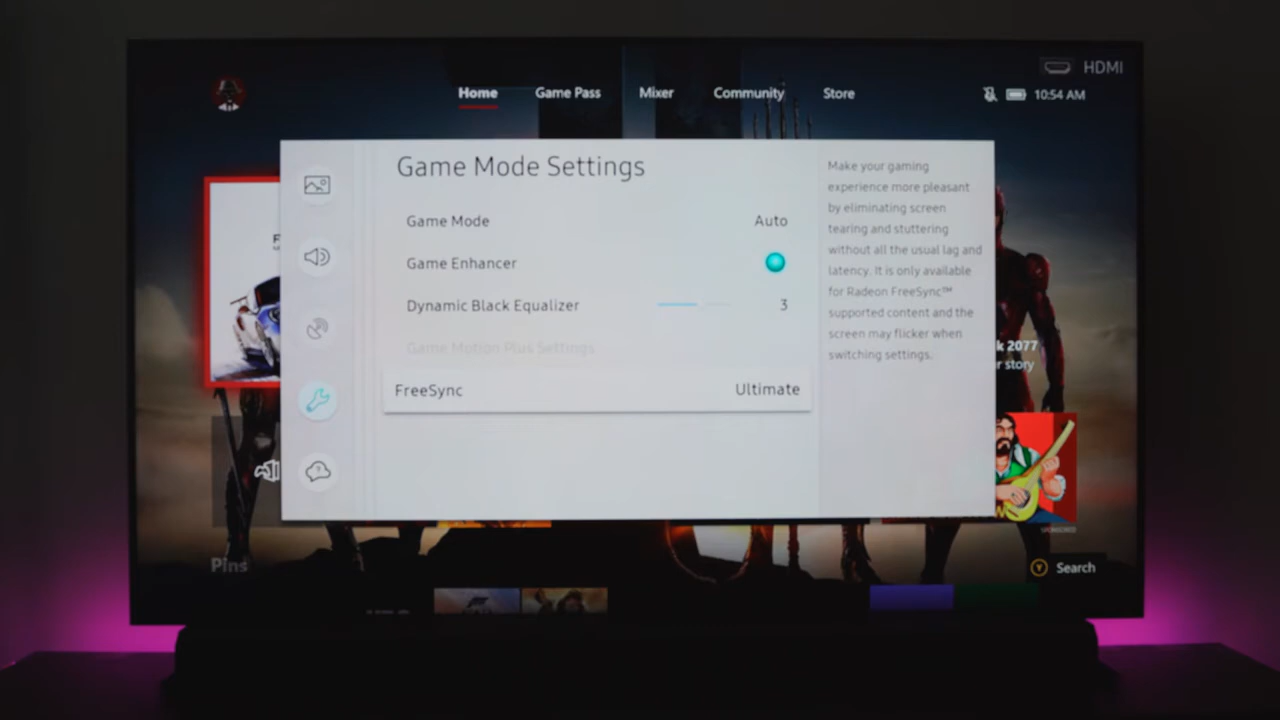 HDMI
Home Game Pass Mixer Community Store
10:54 AM
Game Mode Settings
Game Mode Auto
Game Enhancer
Dynamic Black Equalizer 3
Game Motion Plus Settings
FreeSync Ultimate
Make your gaming
experience more pleasant
by eliminating screen
tearing and stuttering
without all the usual lag and
latency. It is only available
for Radeon FreeSync™
supported content and the
screen may flicker when
switching settings.
k 2077
r story
SPONSORED
Pins
Y Search